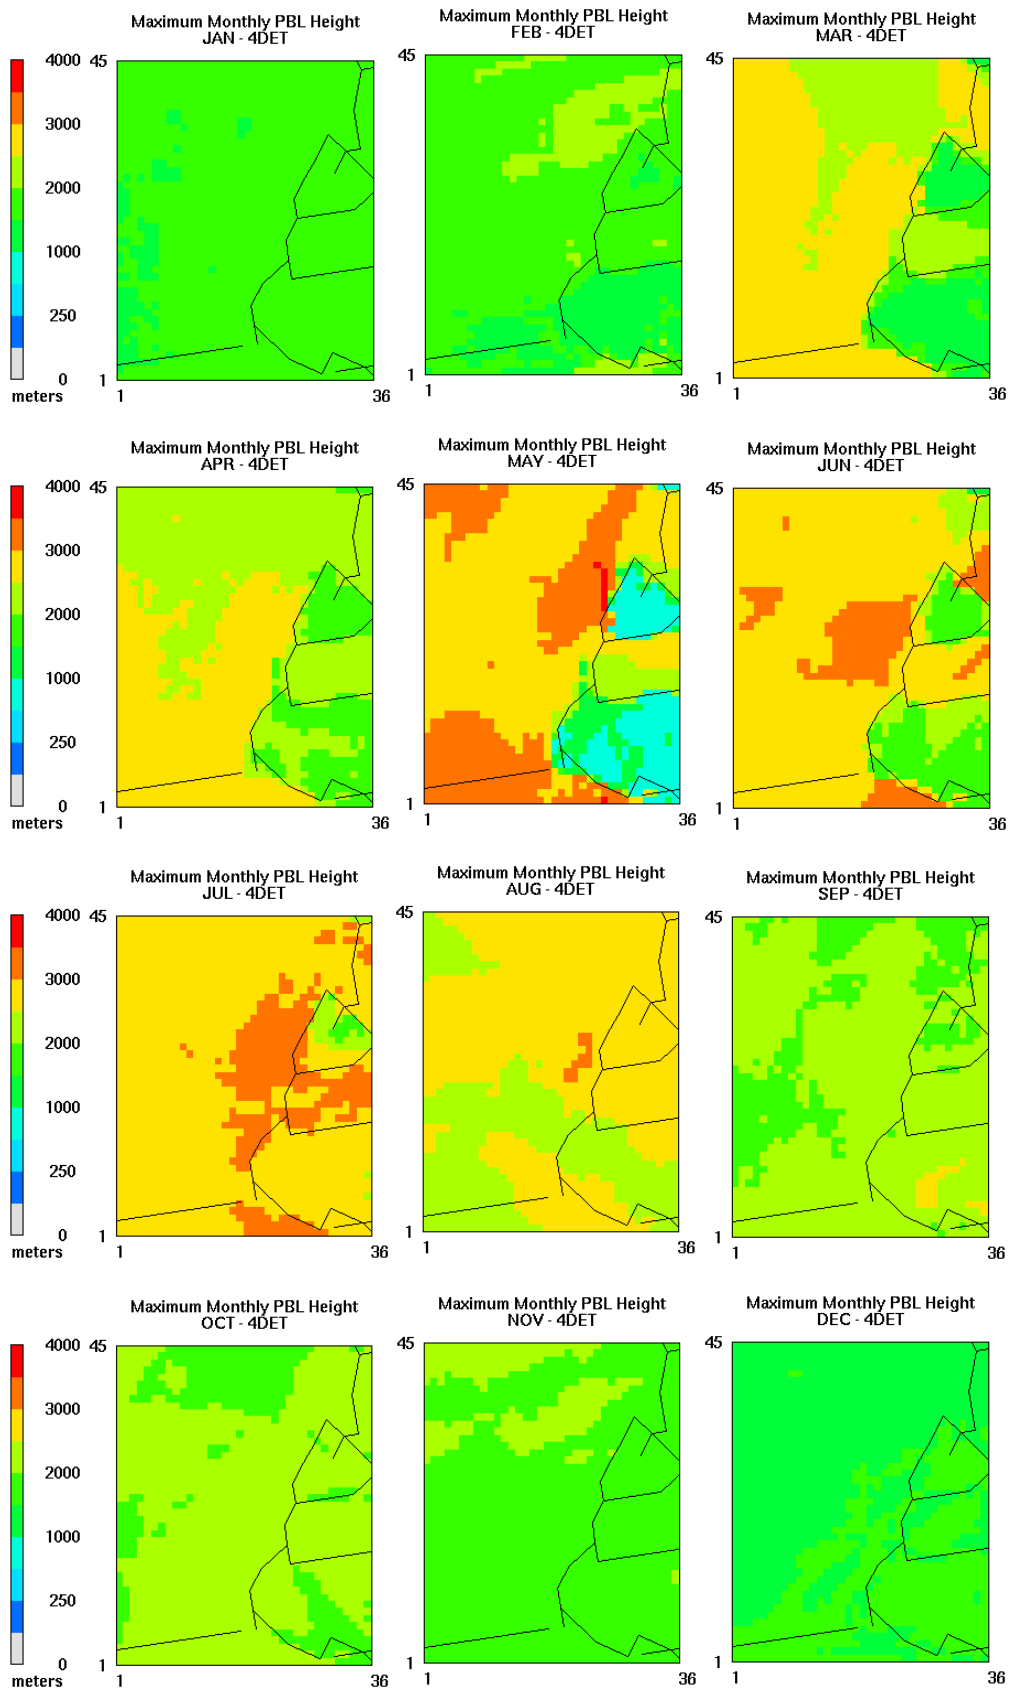 Maximum Monthly PBL Height
JAN - 4DET
4000
3000
2000
1000
250
0
meters
45
1
1
36
Maximum Monthly PBL Height
FEB - 4DET
45
1
1
36
Maximum Monthly PBL Height
MAR - 4DET
45
1
1
36
Maximum Monthly PBL Height
APR - 4DET
4000
3000
2000
1000
250
0
meters
45
1
1
36
Maximum Monthly PBL Height
MAY - 4DET
45
1
1
36
Maximum Monthly PBL Height
JUN - 4DET
45
1
1
36
Maximum Monthly PBL Height
JUL - 4DET
4000
3000
2000
1000
250
0
meters
45
1
1
36
Maximum Monthly PBL Height
AUG - 4DET
45
1
1
36
Maximum Monthly PBL Height
SEP - 4DET
45
1
1
36
Maximum Monthly PBL Height
OCT - 4DET
4000
3000
2000
1000
250
0
meters
45
1
1
36
Maximum Monthly PBL Height
NOV - 4DET
45
1
1
36
Maximum Monthly PBL Height
DEC - 4DET
45
1
1
36